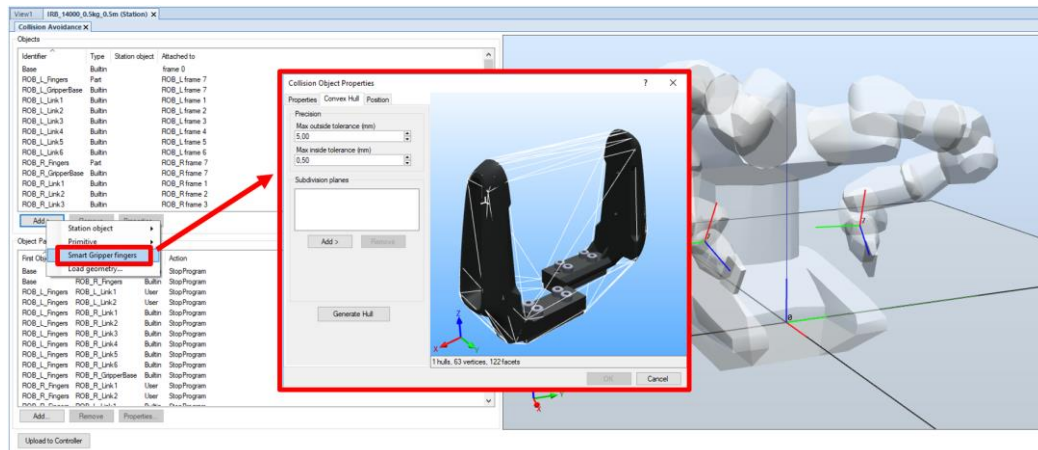 View1 IRB_14000_0.5kg_0.5m (Station) X
Collision Avoidance X
Objects
Identifier Type Station object Attached to
Base Builtin frame 0
ROB_L_Fingers Part ROB_L frame 7
ROB_L_GripperBase Builtin ROB_L frame 7
ROB_L_Link1 Builtin ROB_L frame 1
ROB_L_Link2 Builtin ROB_L frame 2
ROB_L_Link3 Builtin ROB_L frame 3
ROB_L_Link4 Builtin ROB_L frame 4
ROB_L_Link5 Builtin ROB_L frame 5
ROB_L_Link6 Builtin ROB_L frame 6
ROB_R_Fingers Part ROB_R frame 7
ROB_R_GripperBase Builtin ROB_R frame 7
ROB_R_Link1 Builtin ROB_R frame 1
ROB_R_Link2 Builtin ROB_R frame 2
ROB_R_Link3 Builtin ROB_R frame 3
Add
Station object
Primitive
Smart Gripper fingers
Load geometry...
Object Pa
First Obj Action
Base ROB_L_Fingers Builtin StopProgram
Base ROB_R_Fingers Builtin StopProgram
ROB_L_Fingers ROB_L_Link1 User StopProgram
ROB_L_Fingers ROB_L_Link2 User StopProgram
ROB_L_Fingers ROB_R_Link1 Builtin StopProgram
ROB_L_Fingers ROB_R_Link2 Builtin StopProgram
ROB_L_Fingers ROB_R_Link3 Builtin StopProgram
ROB_L_Fingers ROB_R_Link4 Builtin StopProgram
ROB_L_Fingers ROB_R_Link5 Builtin StopProgram
ROB_L_Fingers ROB_R_Link6 Builtin StopProgram
ROB_L_Fingers ROB_R_GripperBase Builtin StopProgram
ROB_R_Fingers ROB_R_Link1 User StopProgram
ROB_R_Fingers ROB_R_Link2 User StopProgram
Add... Remove Properties...
Upload to Controller
Collision Object Properties ? X
Properties Convex Hull Position
Precision
Max outside tolerance (mm)
5,00
Max inside tolerance (mm)
0,50
Subdivision planes
Add > Remove
Generate Hull
Z
X Y
1 hulls, 63 vertices, 122 facets
OK Cancel
7
7
0
X Y